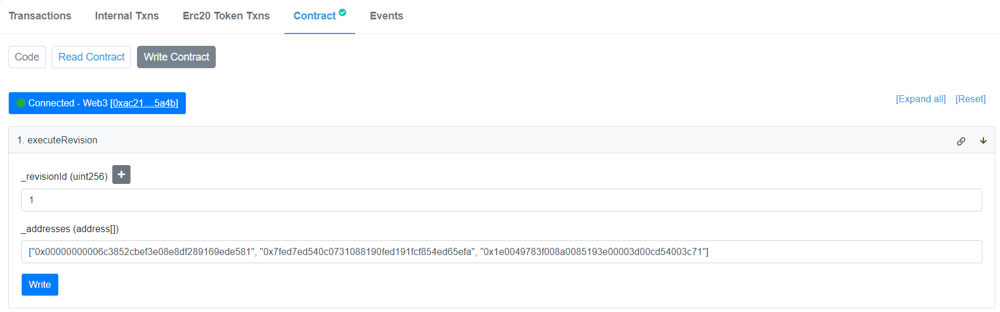 Transactions Internal Txns Erc20 Token Txns Contract Events
Code Read Contract Write Contract
Connected - Web3 [0xac21....5a4b] [Expand all] [Reset]
1. executeRevision
_revisionId (uint256) +
1
_addresses (address[])
["0x00000000006c3852cbef3e08e8df289169ede581", "0x7fed7ed540c0731088190fed191fcf854ed65efa", "0x1e0049783f008a0085193e00003d00cd54003c71"]
Write